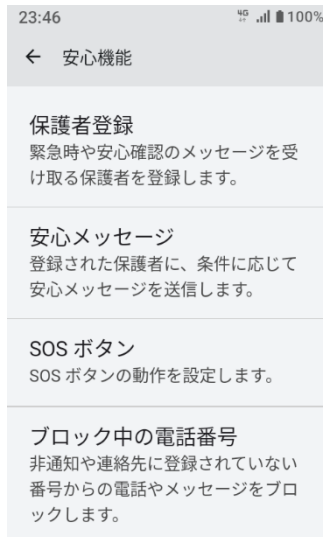 23:46 4G 100%
← 安心機能
保護者登録
緊急時や安心確認のメッセージを受
け取る保護者を登録します。
安心メッセージ
登録された保護者に、条件に応じて
安心メッセージを送信します。
SOS ボタン
SOS ボタンの動作を設定します。
ブロック中の電話番号
非通知や連絡先に登録されていない
番号からの電話やメッセージをブロ
ックします。